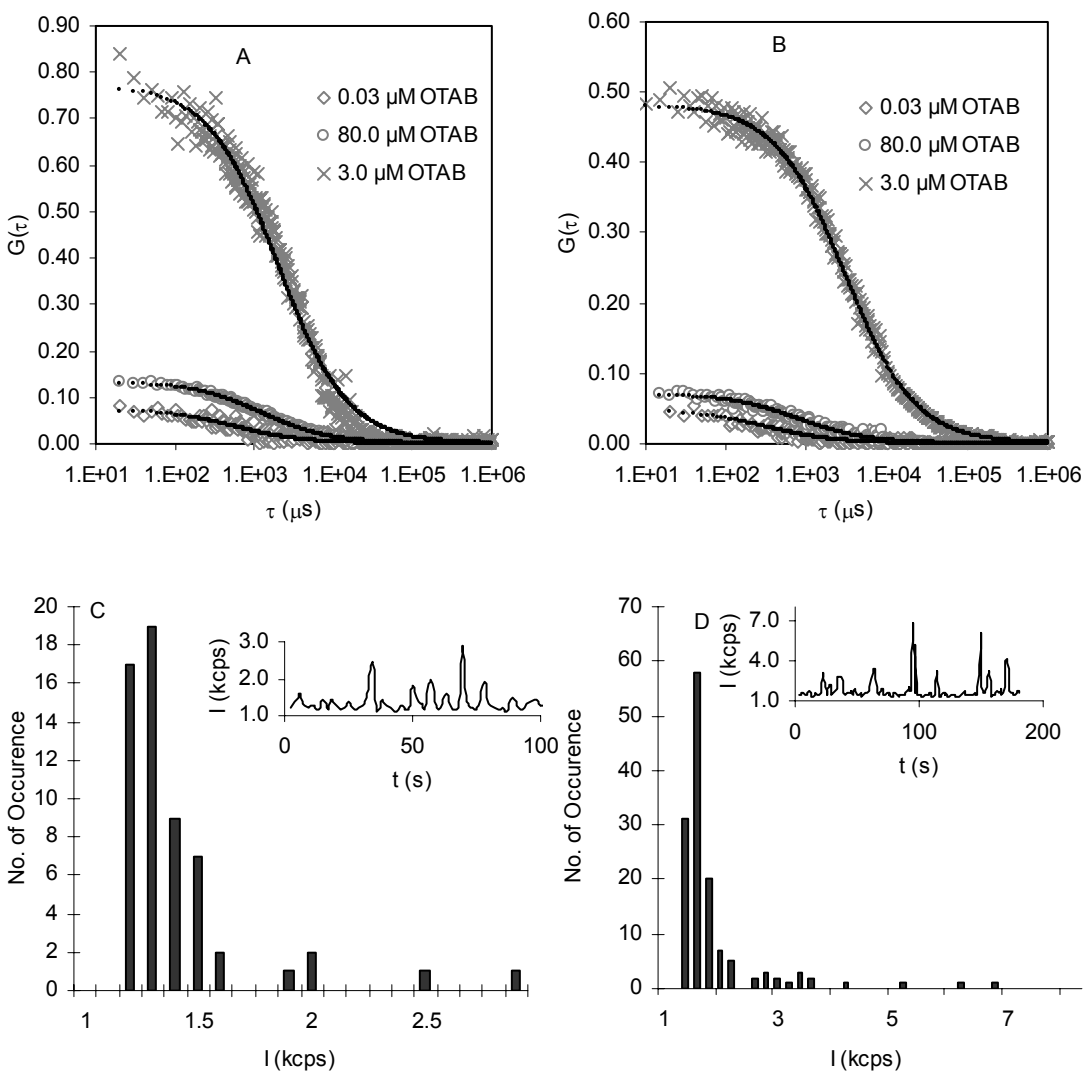 A
0.90
0.80
0.70
0.60
0.50
0.40
0.30
0.20
0.10
0.00
G(τ)
0.03 µM OTAB
80.0 µM OTAB
3.0 µM OTAB
1.E+01 1.E+02 1.E+03 1.E+04 1.E+05 1.E+06
τ (μs)
B
0.60
0.50
0.40
0.30
0.20
0.10
0.00
G(τ)
0.03 µM OTAB
80.0 µM OTAB
3.0 µM OTAB
1.E+01 1.E+02 1.E+03 1.E+04 1.E+05 1.E+06
τ (μs)
C
20
18
16
14
12
10
8
6
4
2
0
No. of Occurence
1 1.5 2 2.5
I (kcps)
3.0
2.0
1.0
I (kcps)
0 50 100
t (s)
D
70
60
50
40
30
20
10
0
No. of Occurence
1 3 5 7
I (kcps)
7.0
4.0
1.0
I (kcps)
0 100 200
t (s)